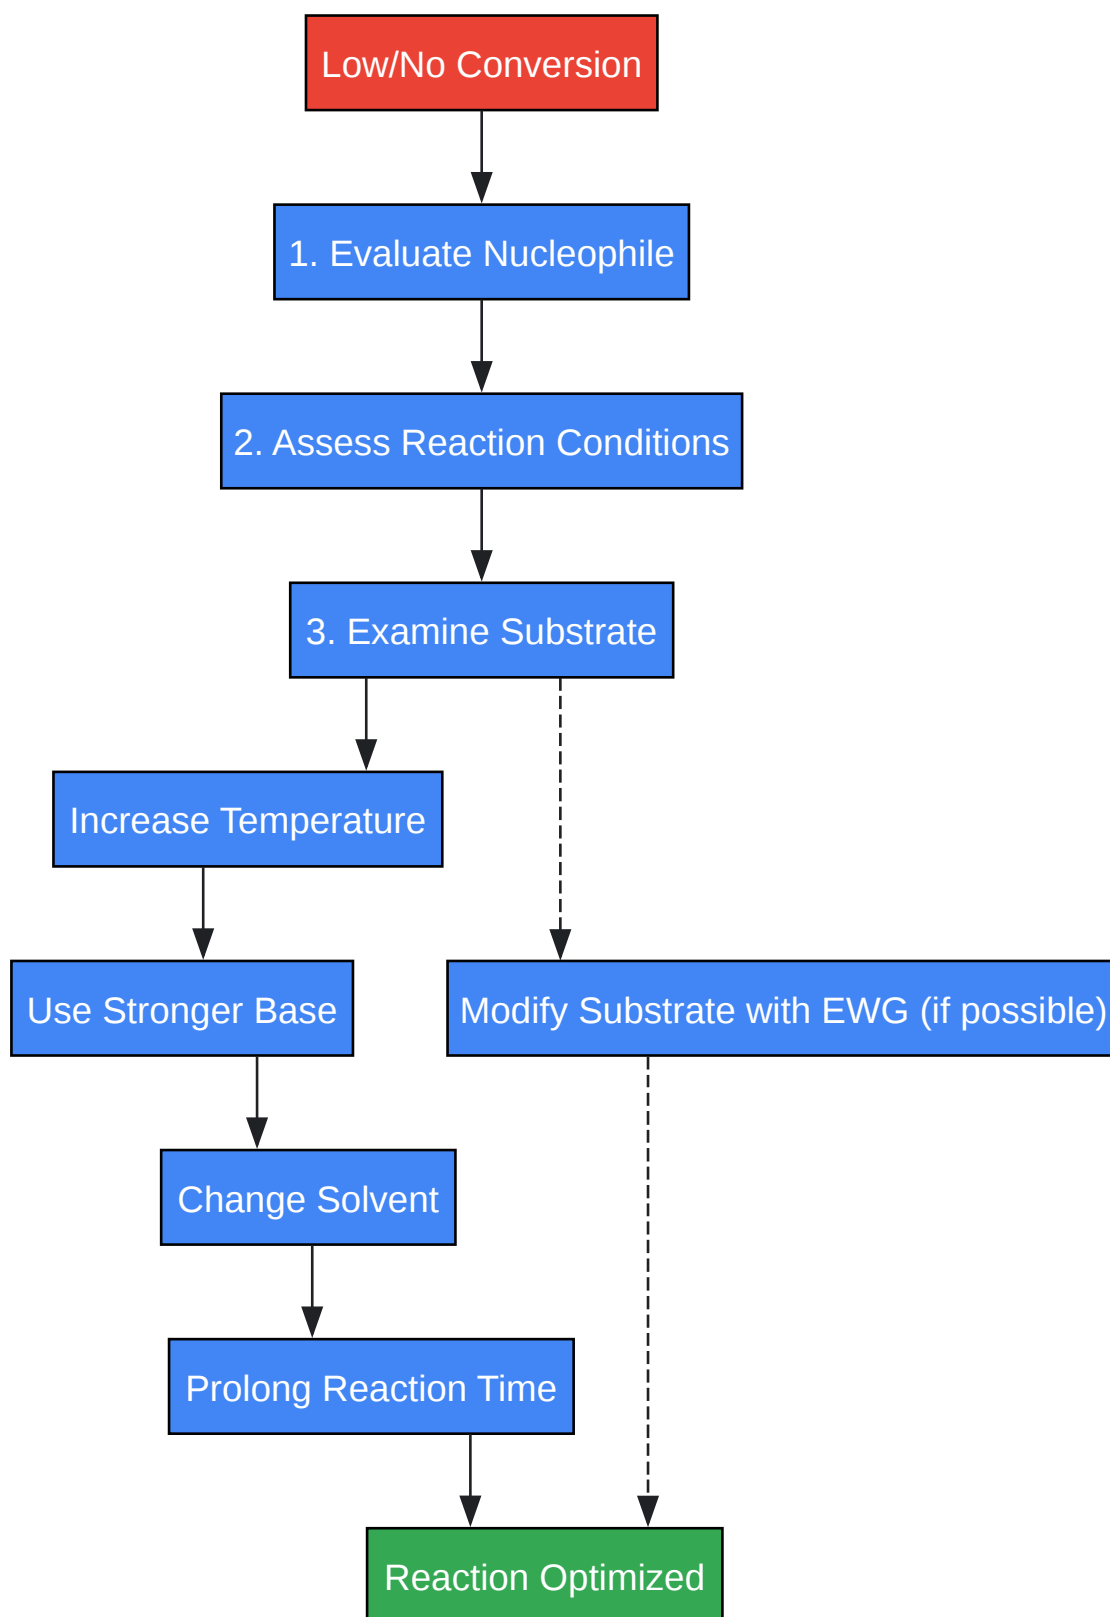 Low/No Conversion
1. Evaluate Nucleophile
2. Assess Reaction Conditions
3. Examine Substrate
Increase Temperature
Use Stronger Base
Modify Substrate with EWG (if possible)
Change Solvent
Prolong Reaction Time
Reaction Optimized